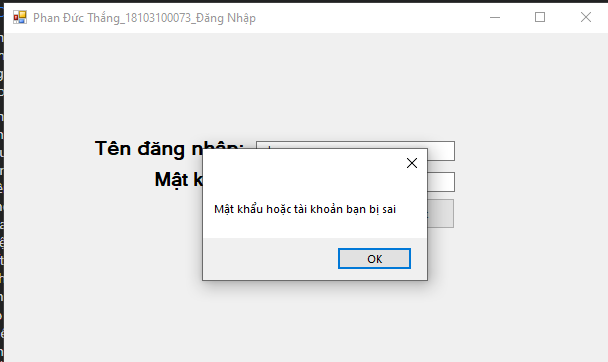 Phan Đức Thắng_18103100073_Đăng Nhập
Tên đăng nhập:
Mật
Mật khẩu hoặc tài khoản bạn bị sai
OK